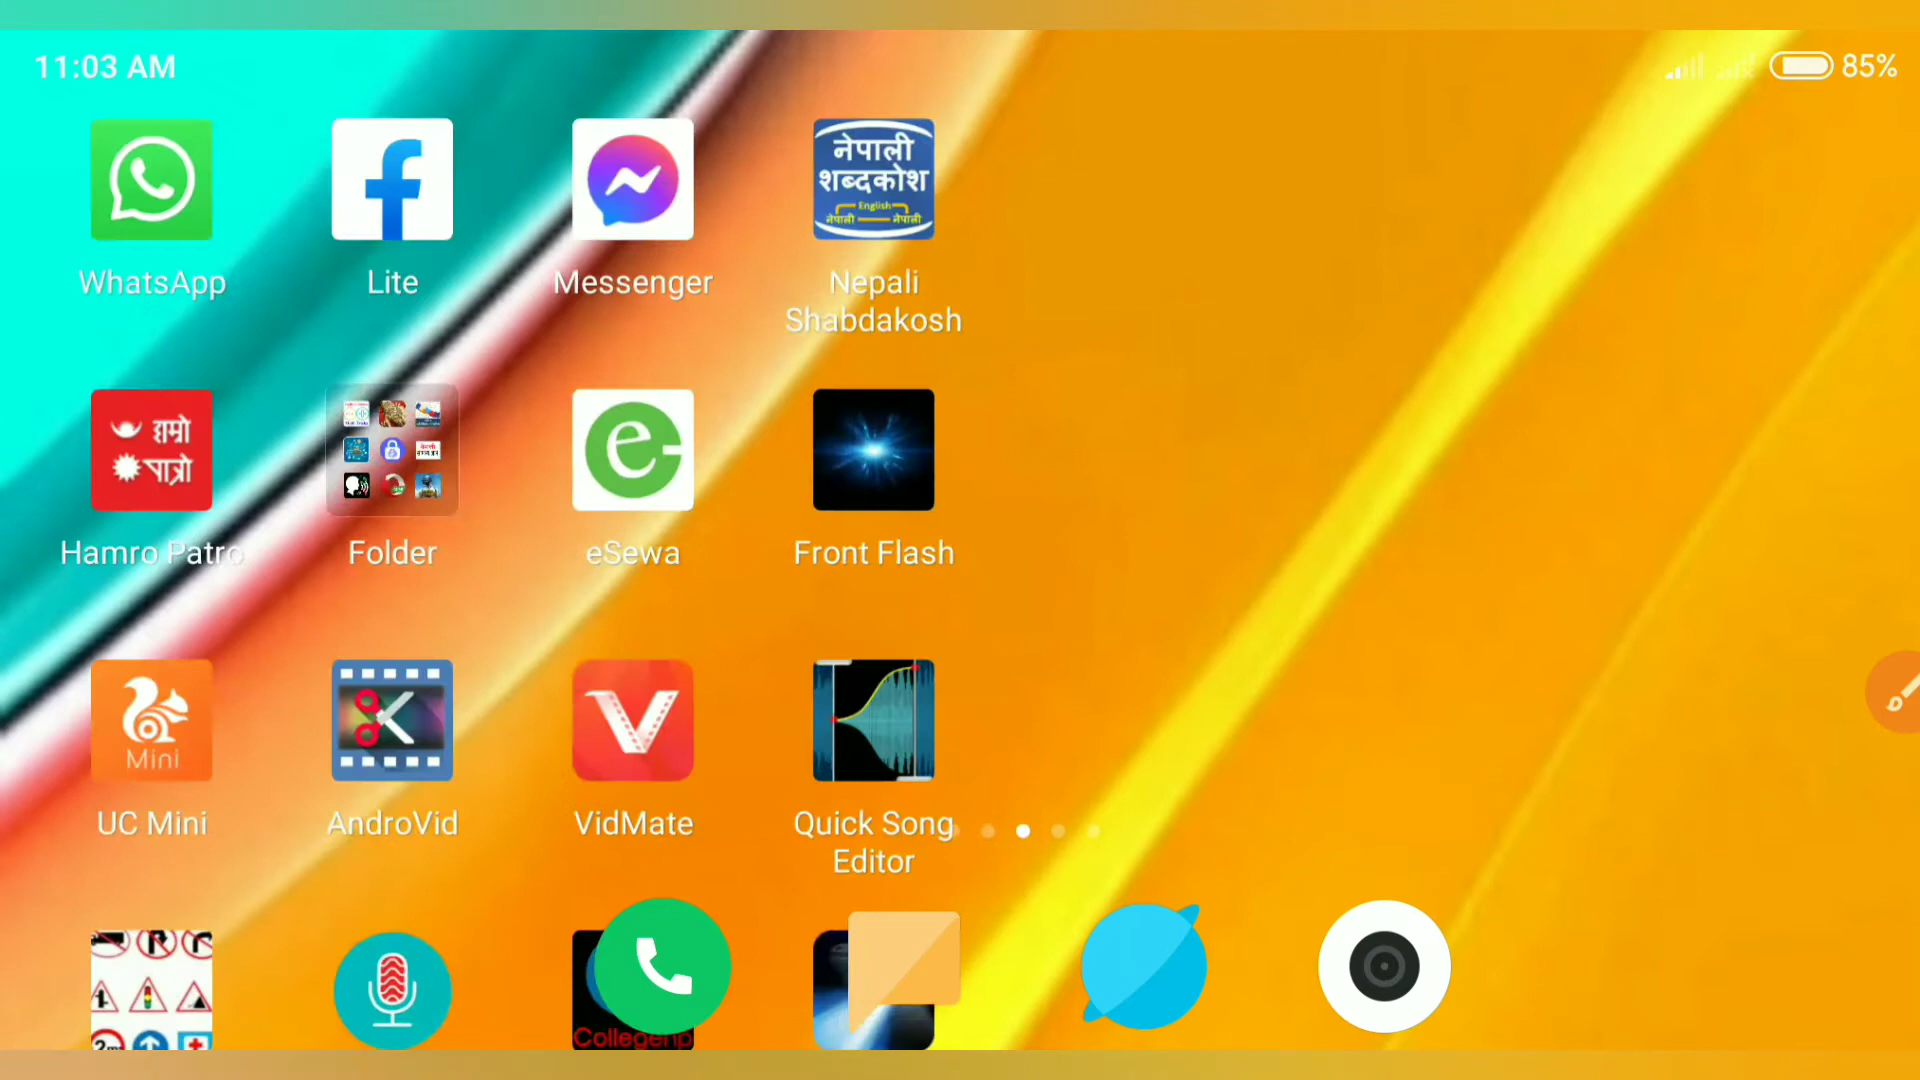 11:03 AM
85%
नेपाली
शब्दकोश
English
नेपाली
नेपाली
WhatsApp
Lite
Messenger
Nepali
Shabdakosh
हाम्रो
पात्रो
e
Hamro Patro
Folder
eSewa
Front Flash
Mini
UC Mini
AndroVid
VidMate
Quick Song
Editor
Collegenp